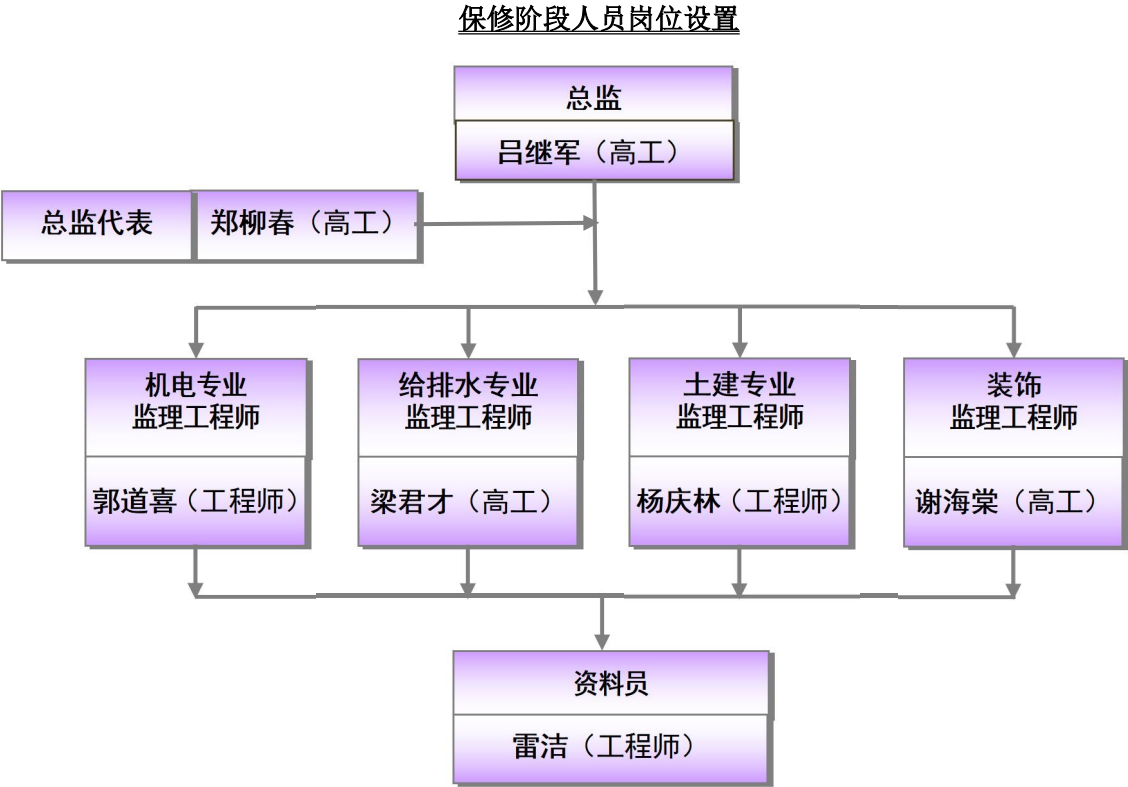 保修阶段人员岗位设置
总监
吕继军（高工）
总监代表
郑柳春（高工）
机电专业
监理工程师
郭道喜（工程师）
给排水专业
监理工程师
梁君才（高工）
土建专业
监理工程师
杨庆林（工程师）
装饰
监理工程师
谢海棠（高工）
资料员
雷洁（工程师）